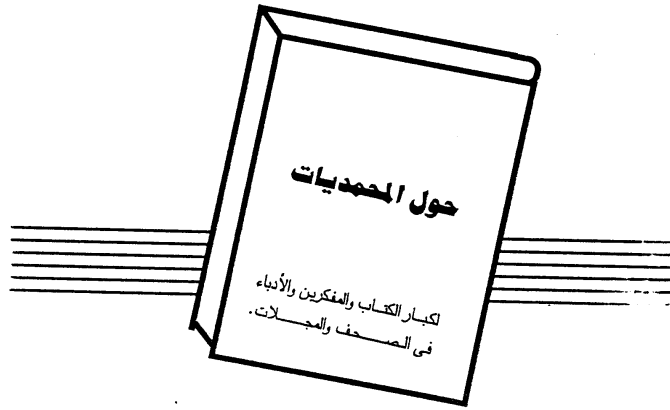 حول المحمديات
لكبار الكتاب والمفكرين والأدباء
فى الصحف والمجلات.